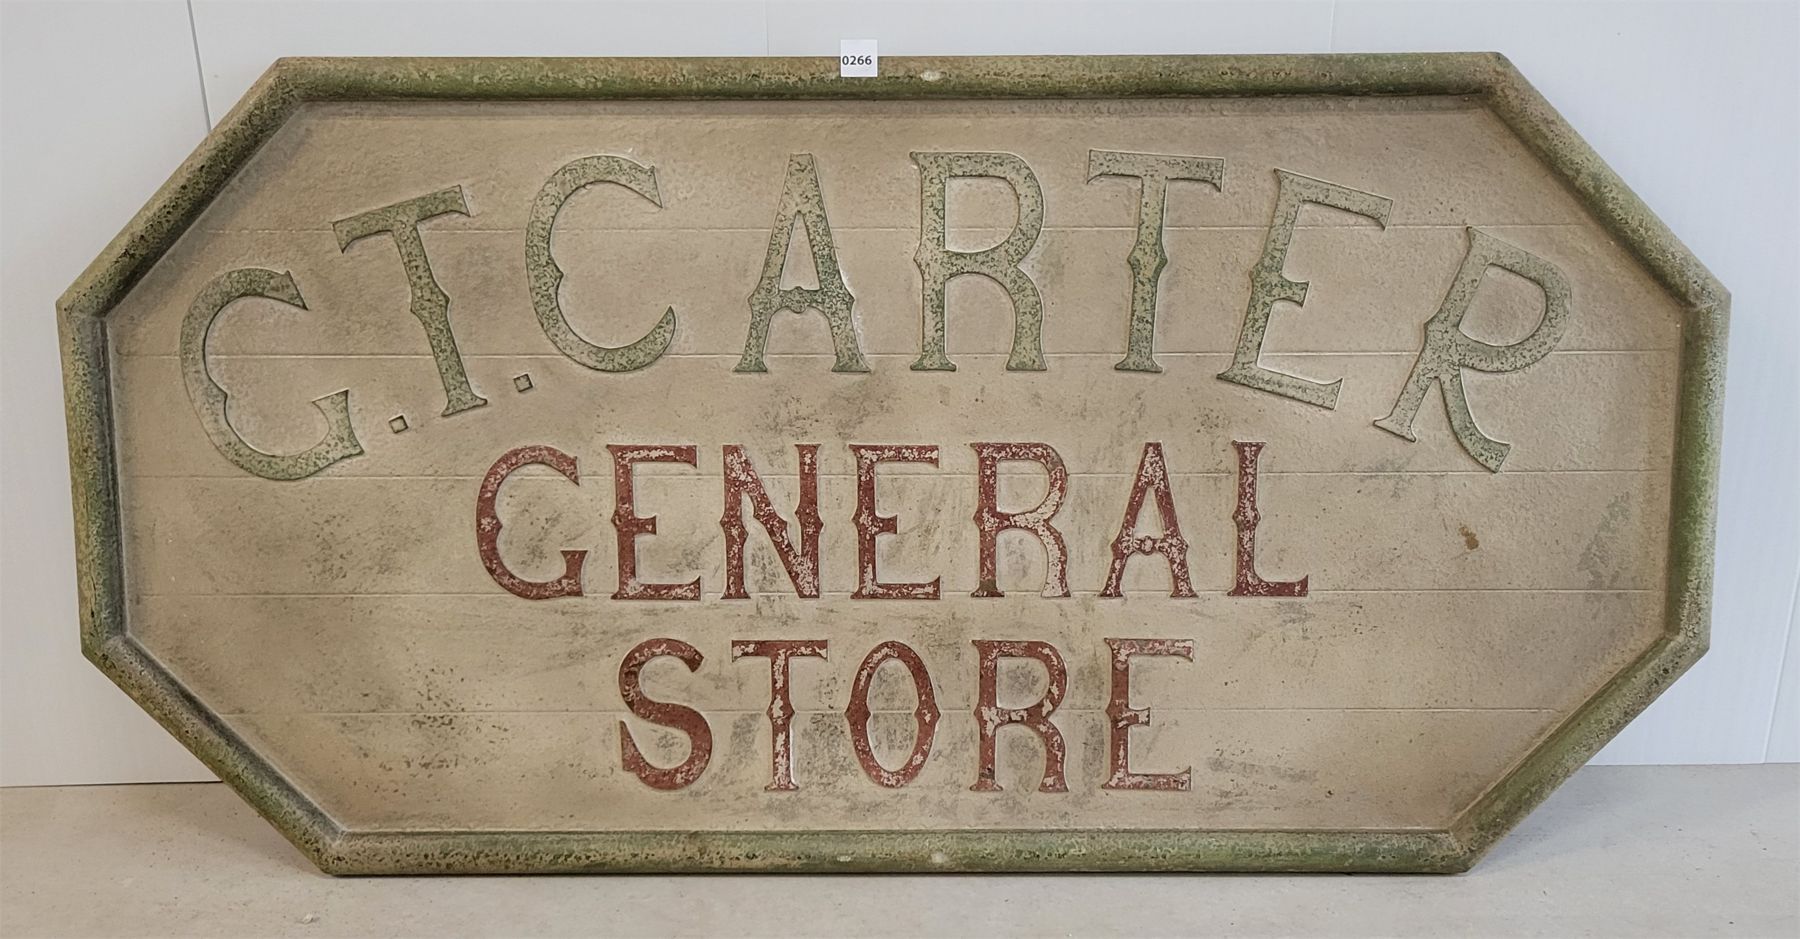 0266
G.T. CARTER
GENERAL
STORE